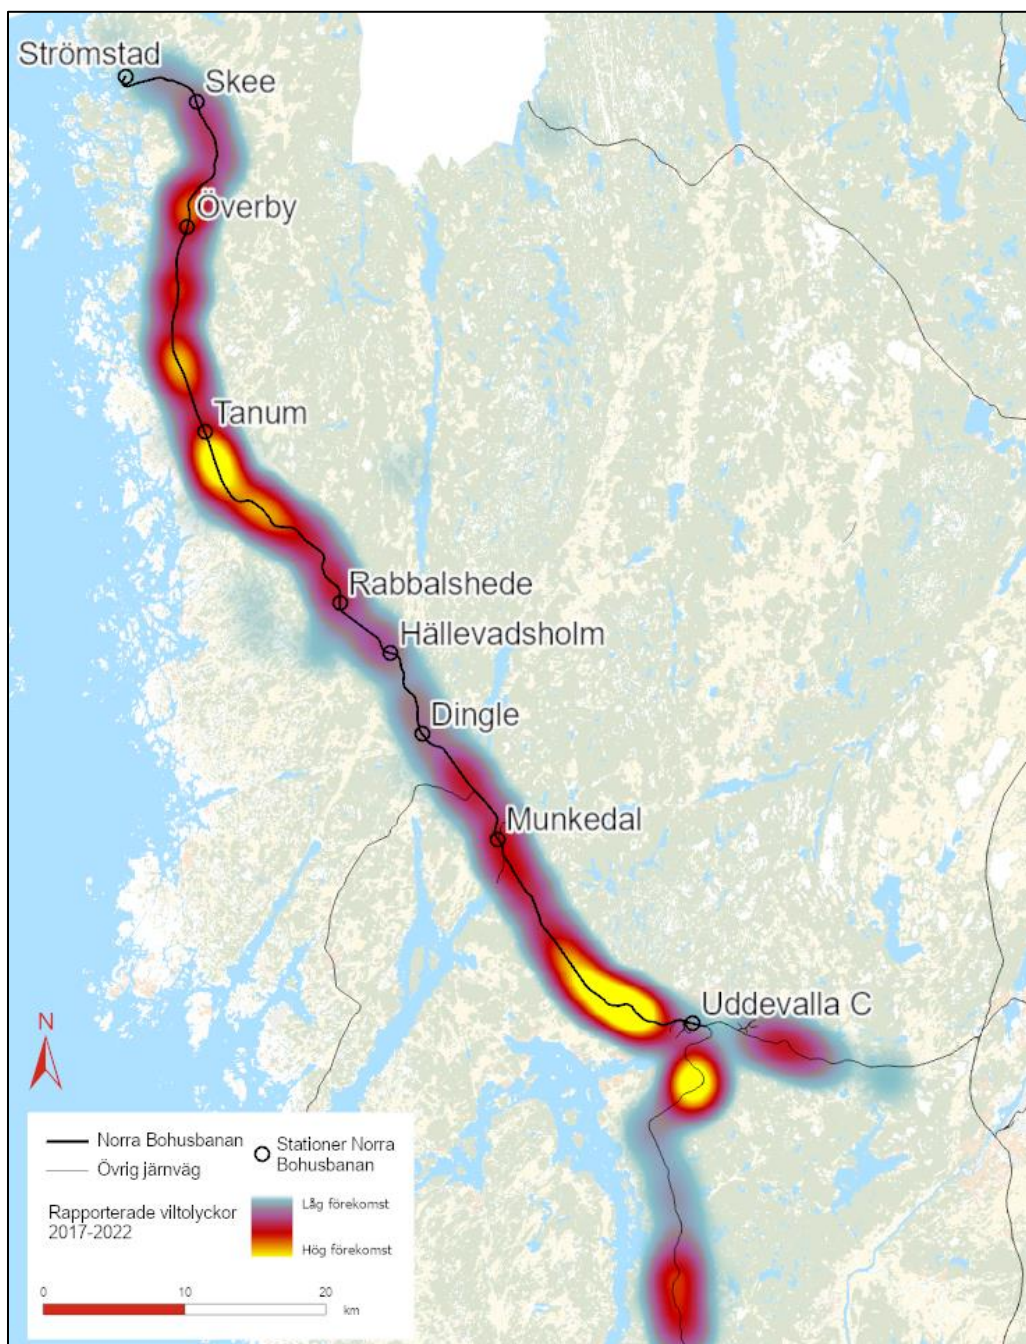 Strömstad
Skee
Överby
Tanum
Rabbalshede
Hällevadsholm
Dingle
Munkedal
Uddevalla C
N
Norra Bohusbanan
Övrig järnväg
Stationer Norra
Bohusbanan
Rapporterade viltolyckor
2017-2022
Låg förekomst
Hög förekomst
0 10 20
km